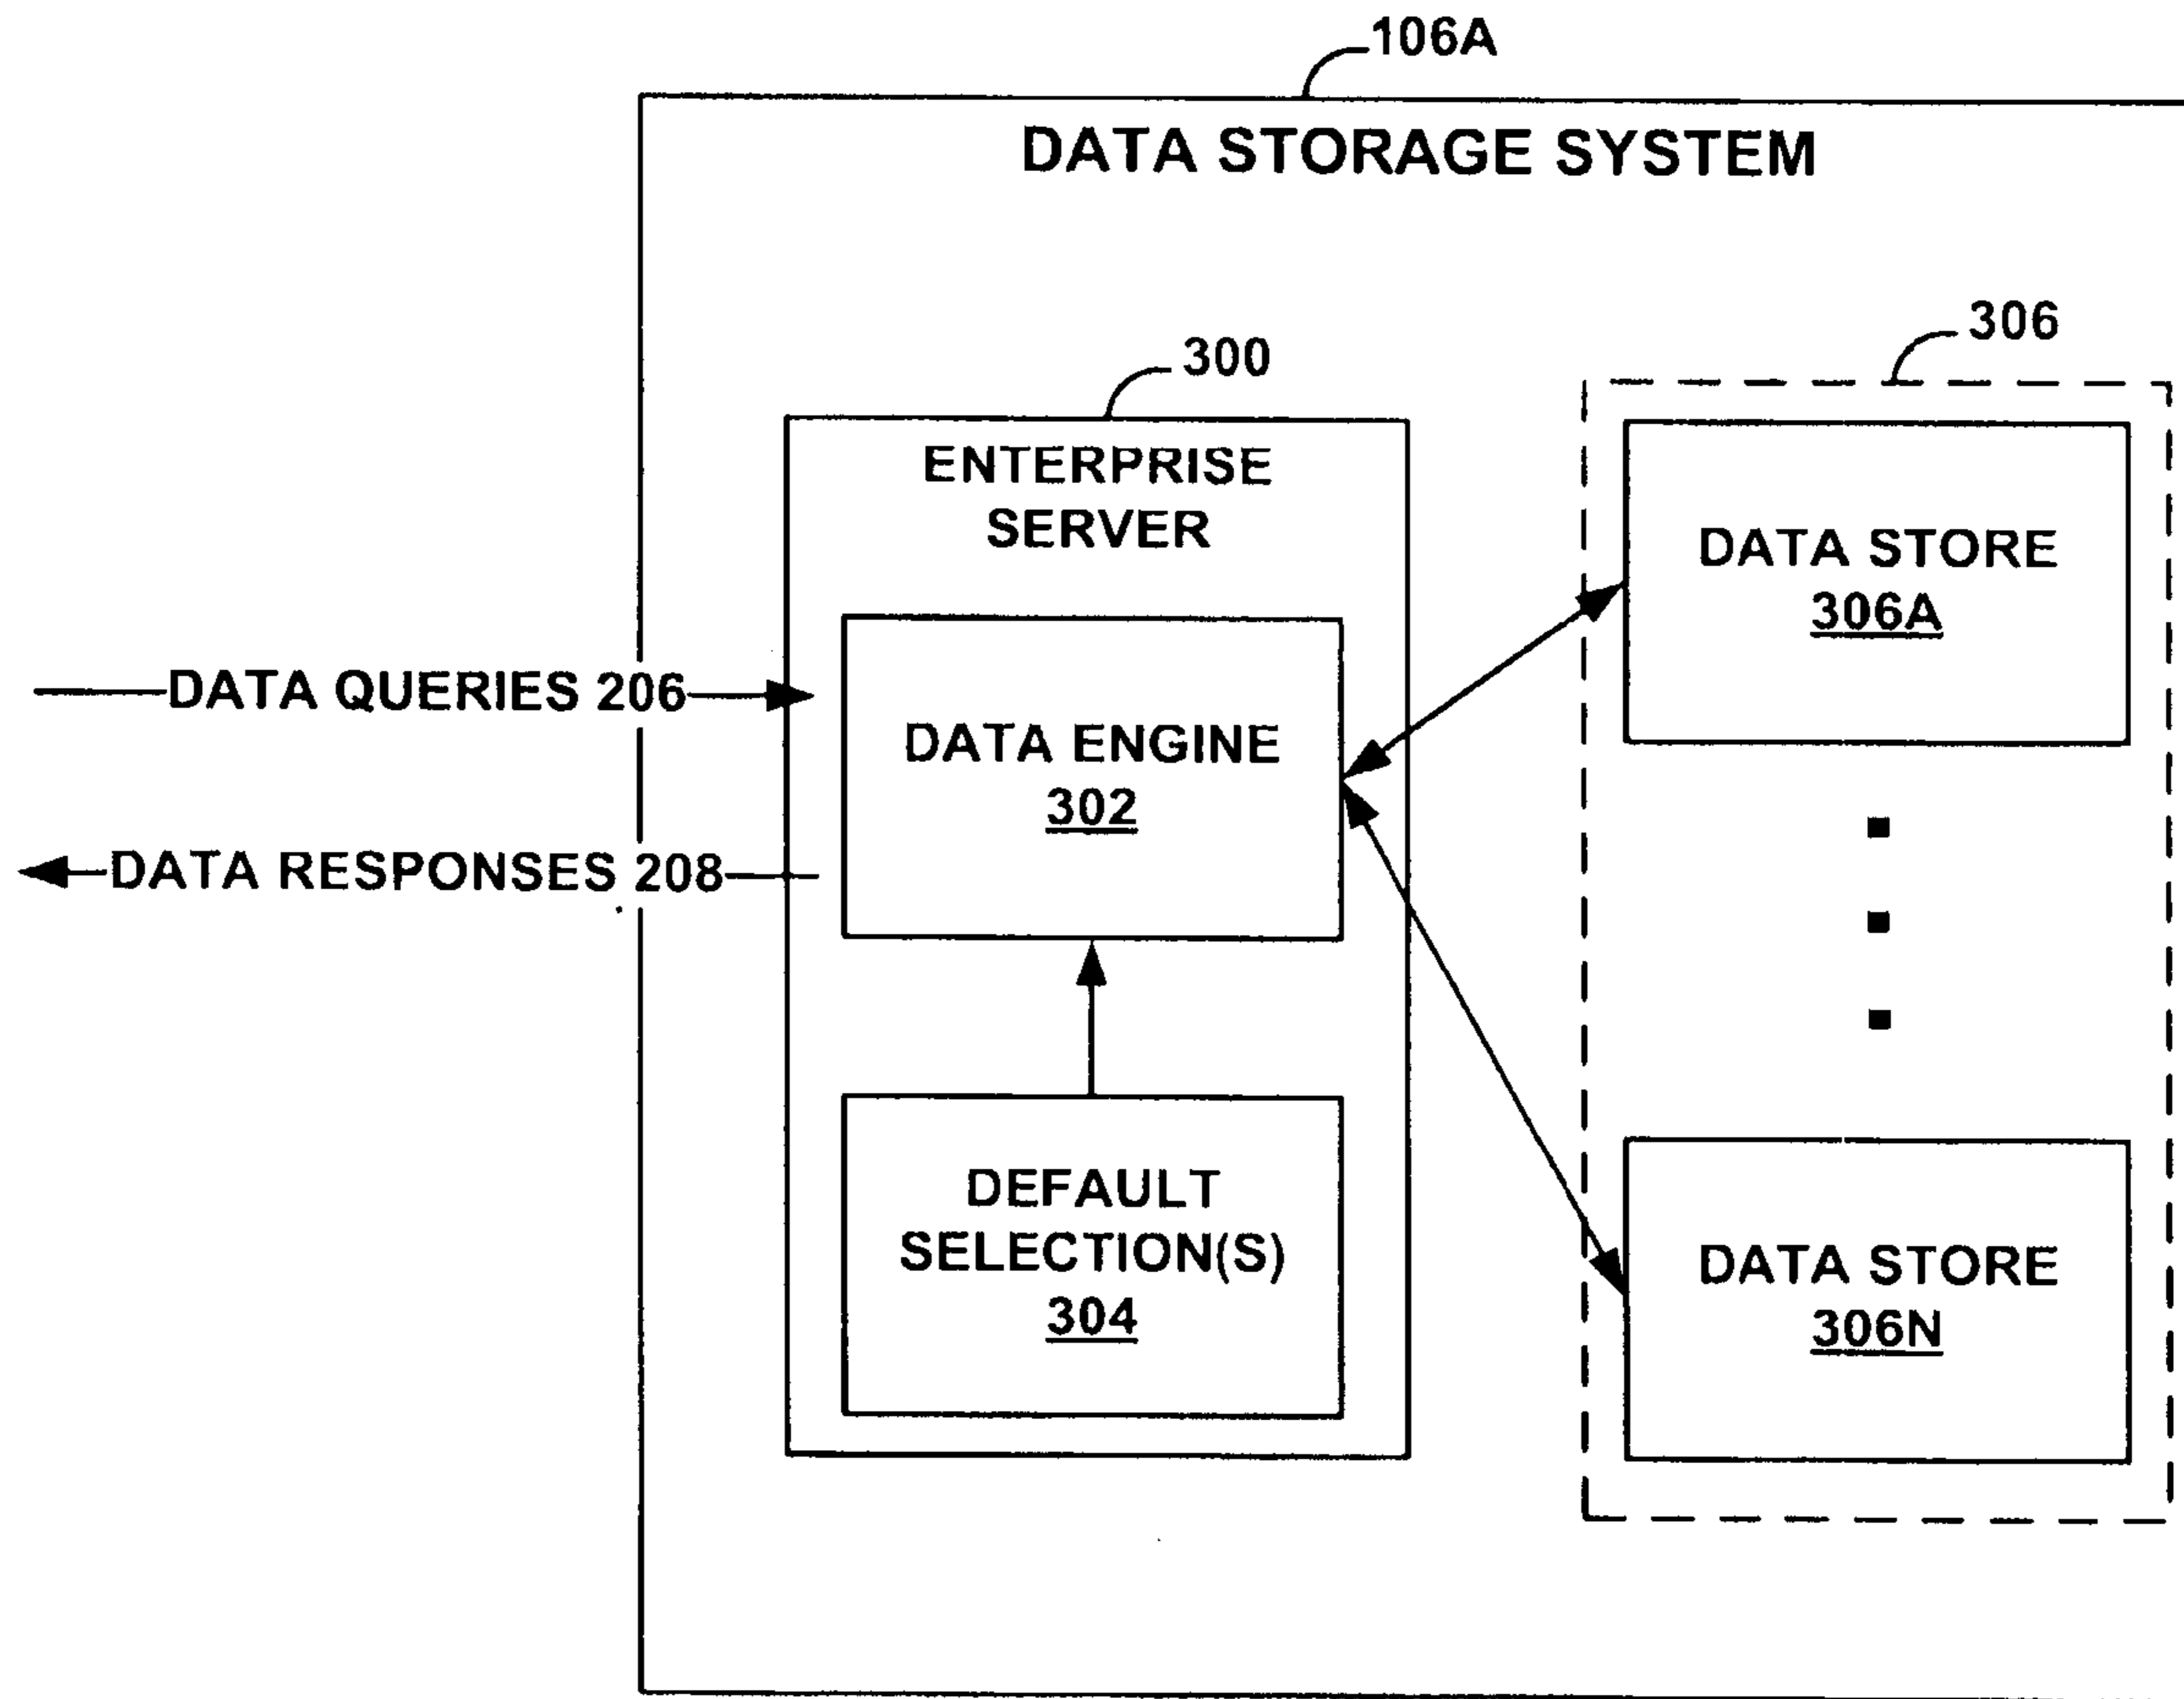 106A
DATA STORAGE SYSTEM
306
300
ENTERPRISE
SERVER
DATA STORE
306A
DATA QUERIES 206
DATA ENGINE
302
DATA RESPONSES 208
DEFAULT
SELECTION(S)
304
DATA STORE
306N